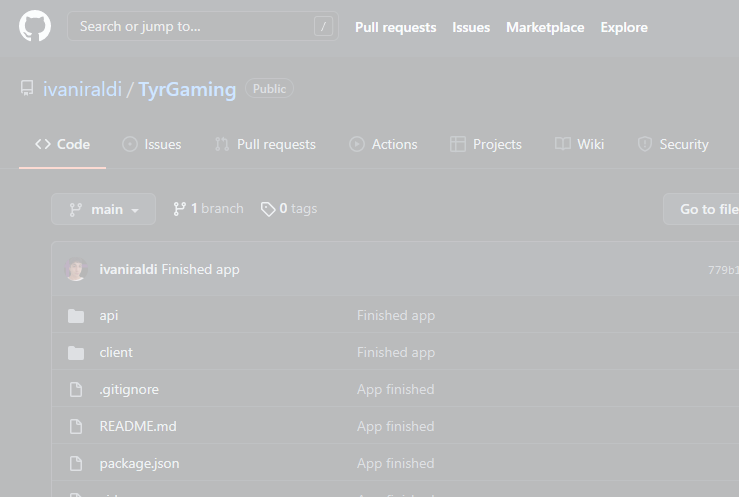 Search or jump to... /
Pull requests Issues Marketplace Explore
ivaniraldi / TyrGaming Public
Code Issues Pull requests Actions Projects Wiki Security
main 1 branch 0 tags Go to file
ivaniraldi Finished app
api Finished app
client Finished app
.gitignore App finished
README.md App finished
package.json App finished